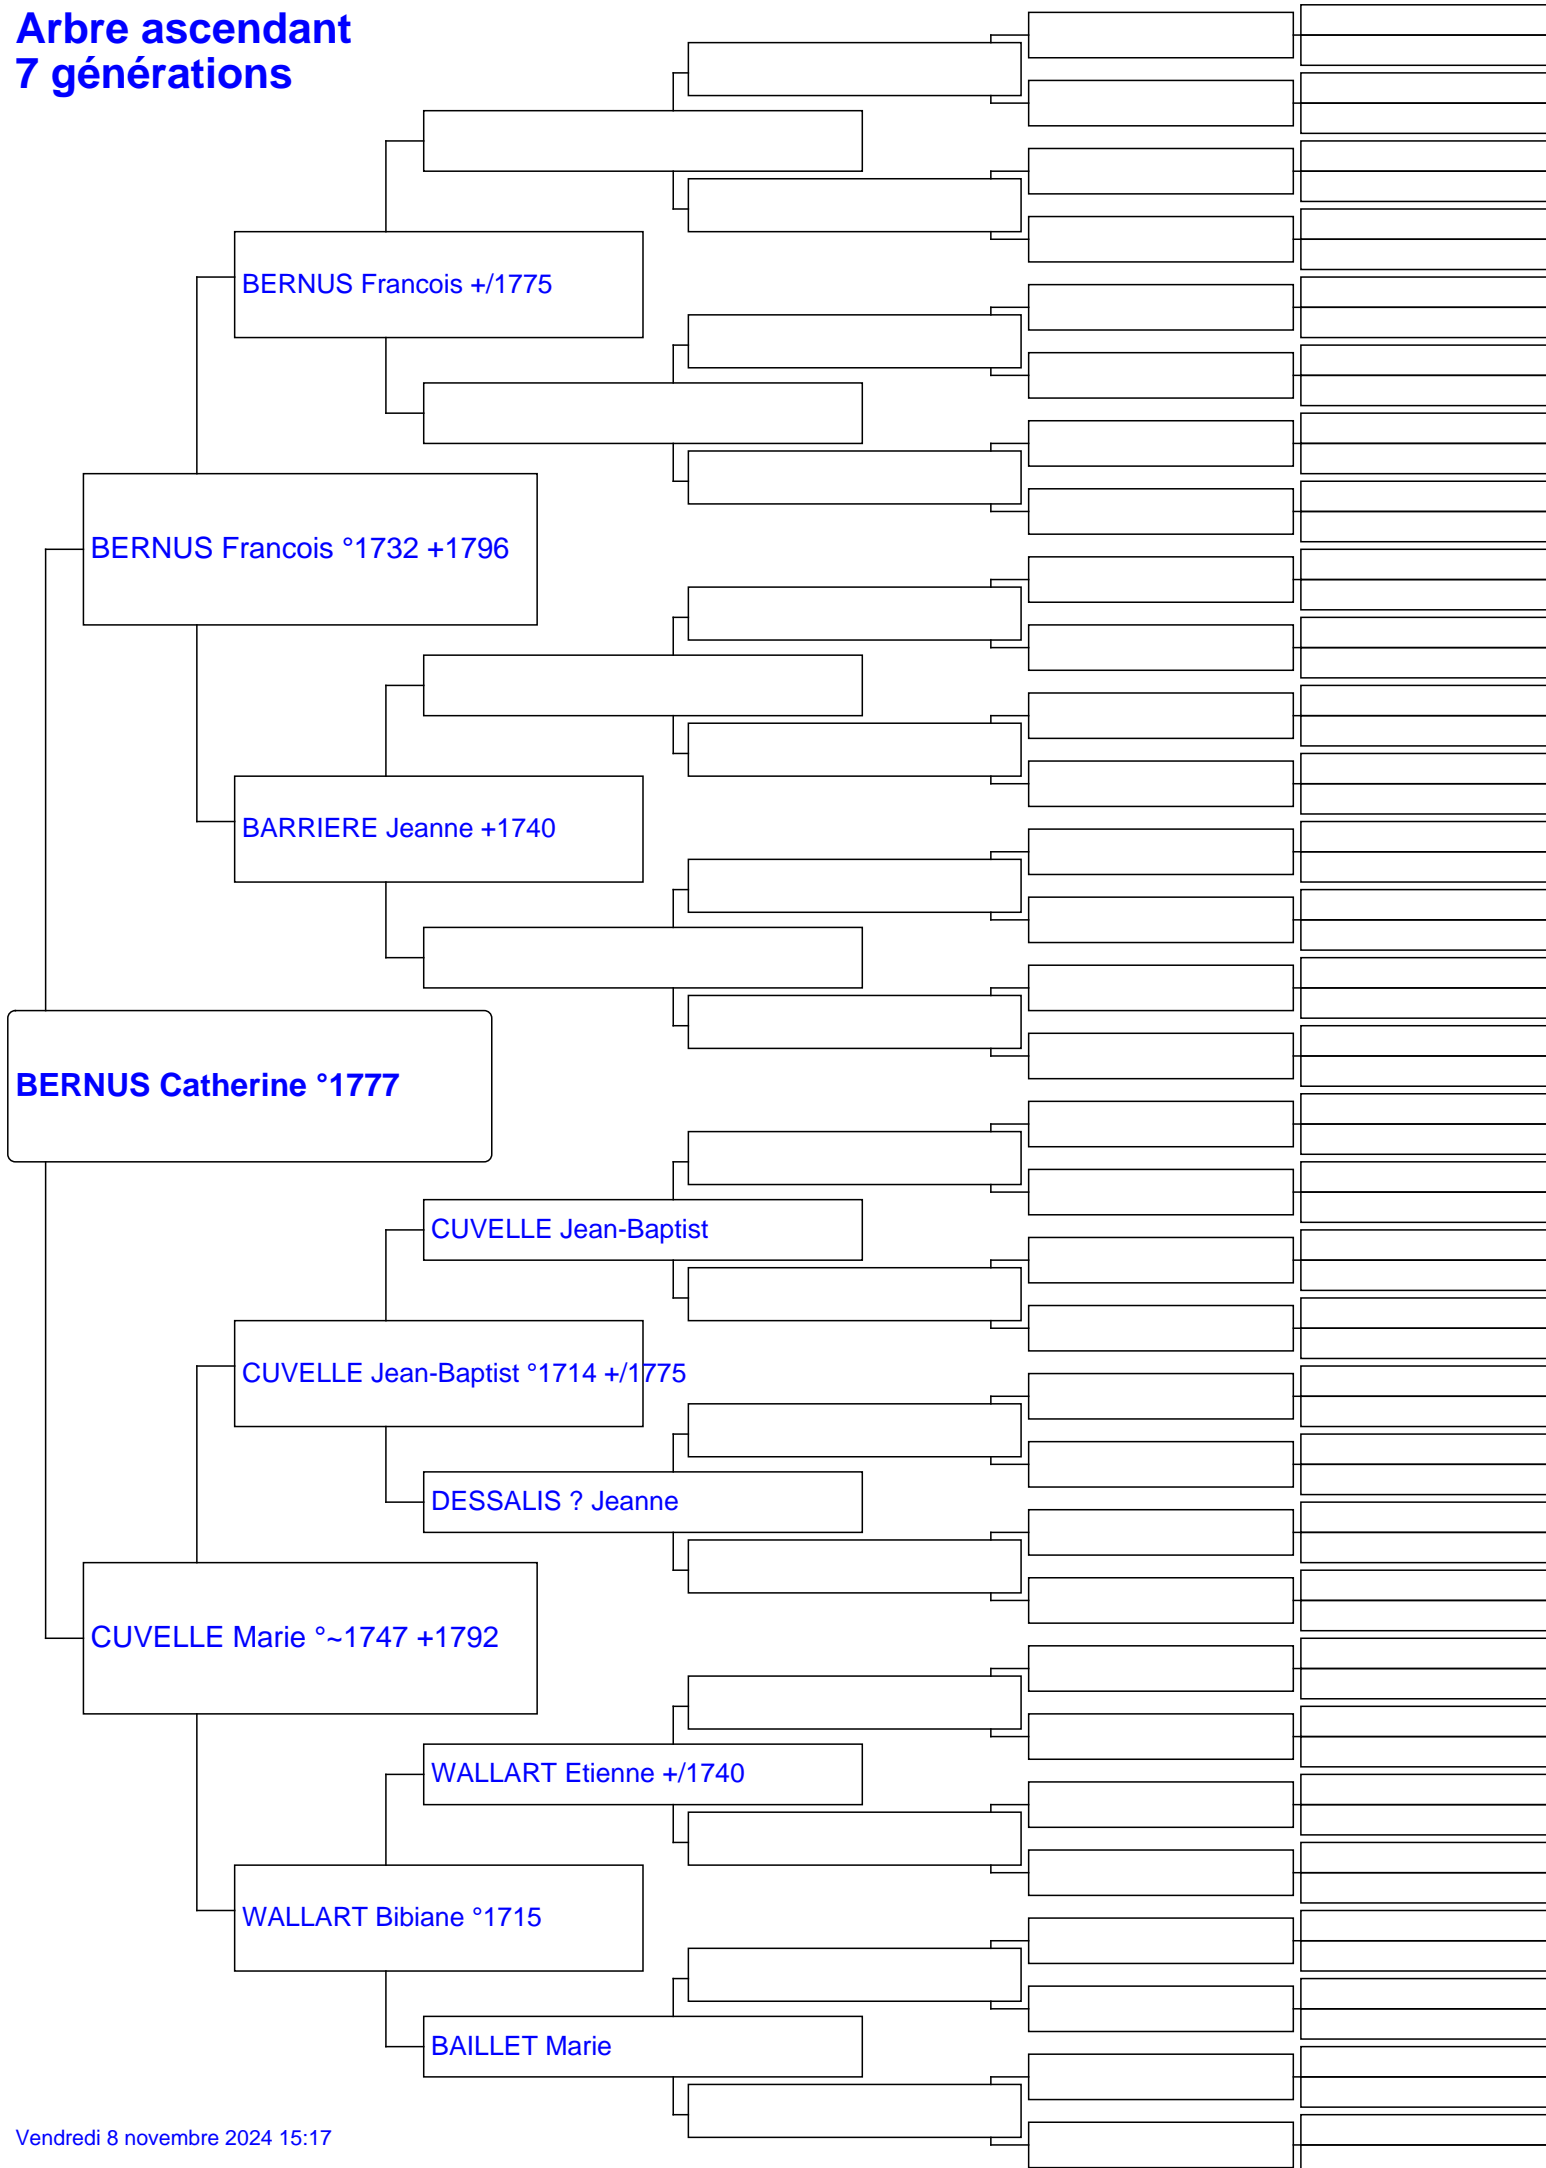 Arbre ascendant
7 générations
BERNUS Francois +/1775
BERNUS Francois °1732 +1796
BARRIERE Jeanne +1740
BERNUS Catherine °1777
CUVELLE Jean-Baptist
CUVELLE Jean-Baptist °1714 +/1775
DESSALIS ? Jeanne
CUVELLE Marie °~1747 +1792
WALLART Etienne +/1740
WALLART Bibiane °1715
BAILLET Marie
Vendredi 8 novembre 2024 15:17